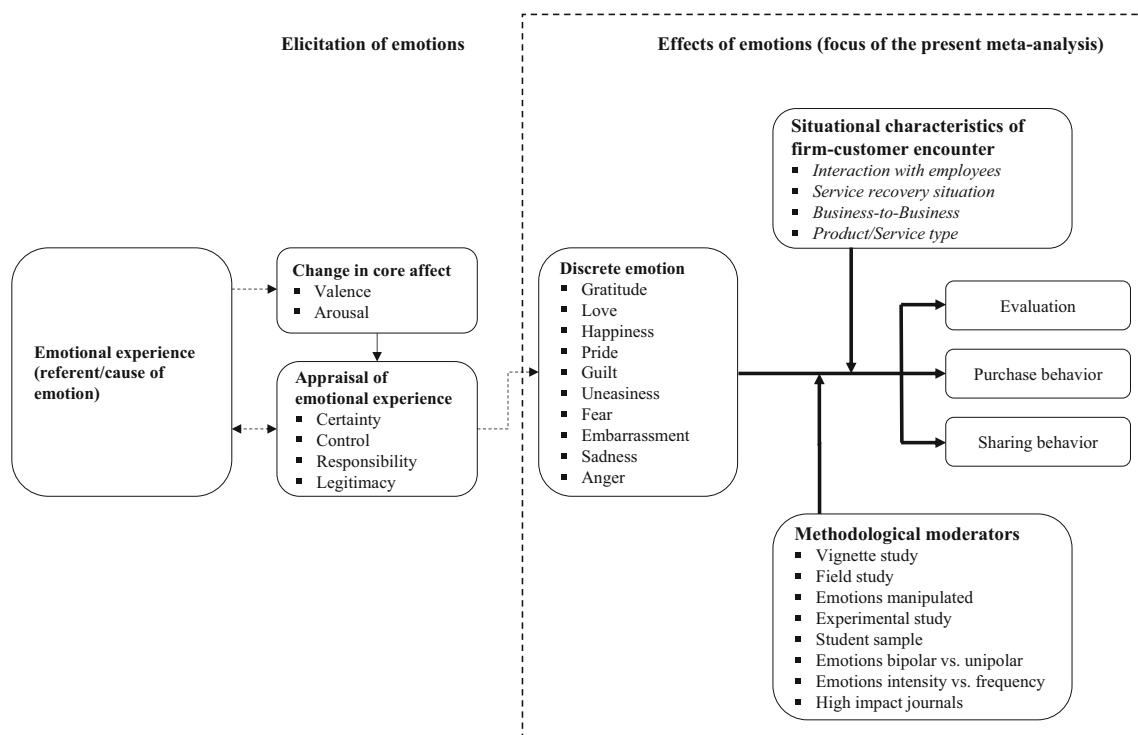 Elicitation of emotions
Effects of emotions (focus of the present meta-analysis)
Situational characteristics of
firm-customer encounter
▪ Interaction with employees
▪ Service recovery situation
▪ Business-to-Business
▪ Product/Service type
Emotional experience
(referent/cause of
emotion)
Change in core affect
▪ Valence
▪ Arousal
Appraisal of
emotional experience
▪ Certainty
▪ Control
▪ Responsibility
▪ Legitimacy
Discrete emotion
▪ Gratitude
▪ Love
▪ Happiness
▪ Pride
▪ Guilt
▪ Uneasiness
▪ Fear
▪ Embarrassment
▪ Sadness
▪ Anger
Evaluation
Purchase behavior
Sharing behavior
Methodological moderators
▪ Vignette study
▪ Field study
▪ Emotions manipulated
▪ Experimental study
▪ Student sample
▪ Emotions bipolar vs. unipolar
▪ Emotions intensity vs. frequency
▪ High impact journals